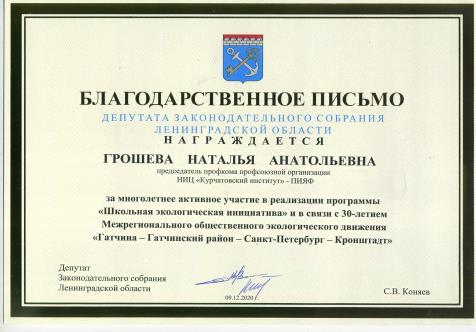 БЛАГОДАРСТВЕННОЕ ПИСЬМО
ДЕПУТАТА ЗАКОНОДАТЕЛЬНОГО СОБРАНИЯ
ЛЕНИНГРАДСКОЙ ОБЛАСТИ
НАГРАЖДАЕТСЯ
ГРОШЕВА НАТАЛЬЯ АНАТОЛЬЕВНА
председатель профкома профсоюзной организации
НИЦ «Курчатовский институт» - ПИЯФ
за многолетнее активное участие в реализации программы
«Школьная экологическая инициатива» и в связи с 30-летием
Межрегионального общественного экологического движения
«Гатчина – Гатчинский район – Санкт-Петербург – Кронштадт»
Депутат
Законодательного собрания
Ленинградской области
С.В. Коняев
09.12.2020 г.